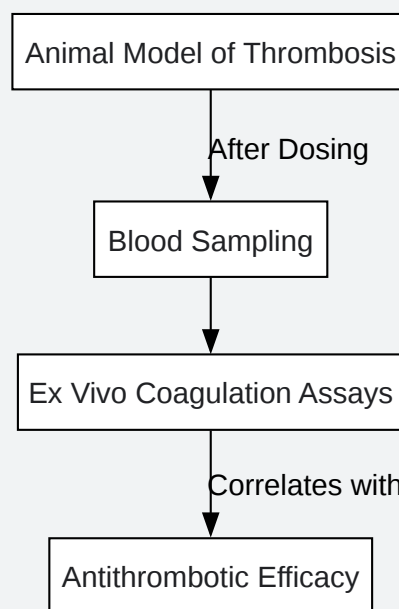 Animal Model of Thrombosis
After Dosing
Blood Sampling
Ex Vivo Coagulation Assays
Correlates with
Antithrombotic Efficacy